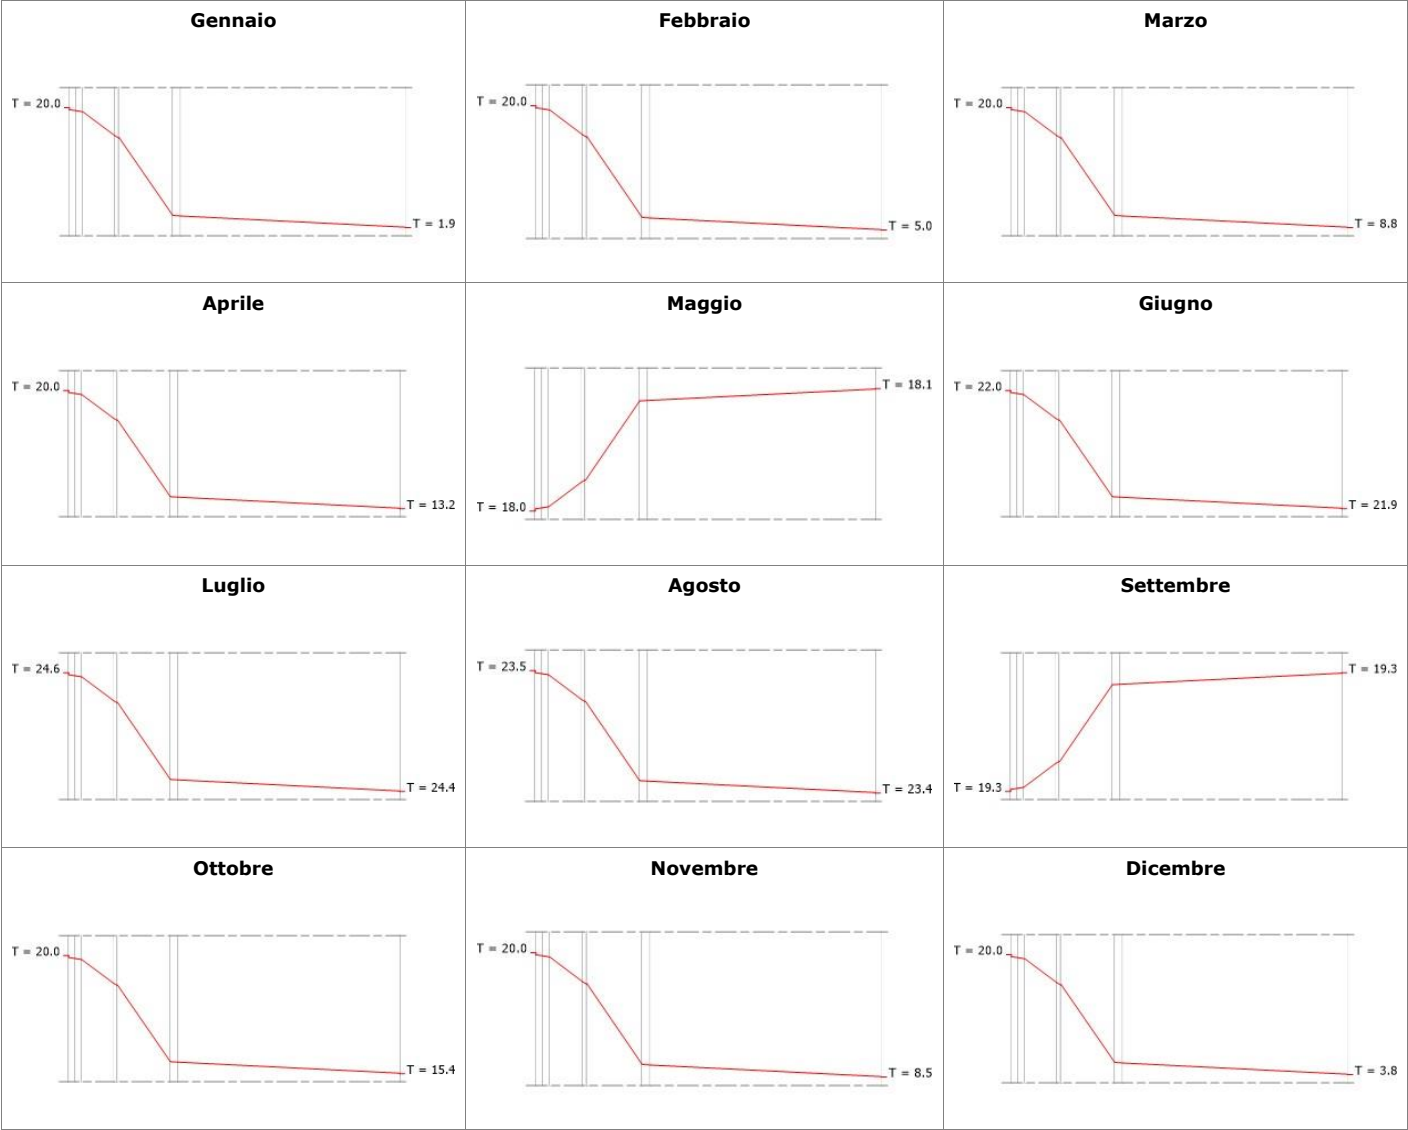 Gennaio
T = 20.0
T = 1.9
Febbraio
T = 20.0
T = 5.0
Marzo
T = 20.0
T = 8.8
Aprile
T = 20.0
T = 13.2
Maggio
T = 18.1
T = 18.0
Giugno
T = 22.0
T = 21.9
Luglio
T = 24.6
T = 24.4
Agosto
T = 23.5
T = 23.4
Settembre
T = 19.3
T = 19.3
Ottobre
T = 20.0
T = 15.4
Novembre
T = 20.0
T = 8.5
Dicembre
T = 20.0
T = 3.8